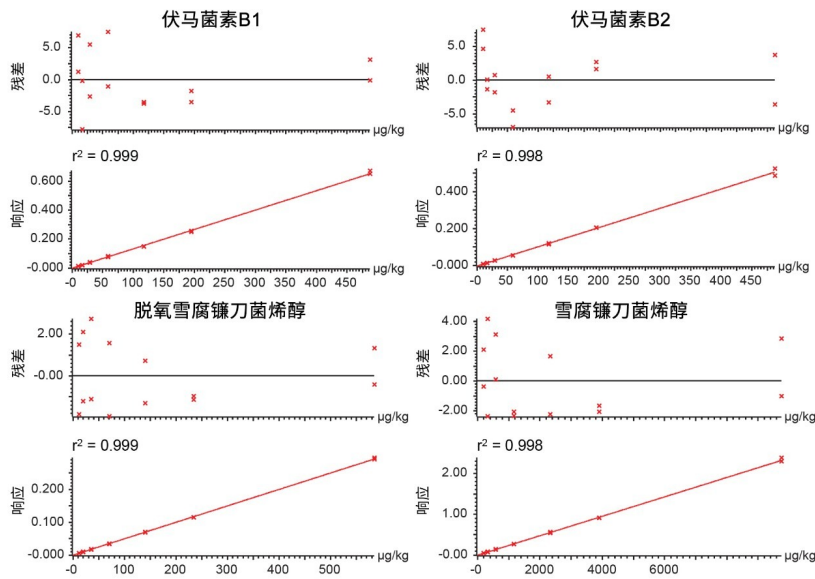 伏马菌素B1
5.0
0.0
-5.0
残差
µg/kg
r² = 0.999
0.600
0.400
0.200
-0.000
响应
-0 50 100 150 200 250 300 350 400 450
µg/kg
伏马菌素B2
5.0
0.0
-5.0
残差
µg/kg
r² = 0.998
0.400
0.200
-0.000
响应
-0 50 100 150 200 250 300 350 400 450
µg/kg
脱氧雪腐镰刀菌烯醇
2.00
-0.00
残差
µg/kg
r² = 0.999
0.200
0.100
-0.000
响应
-0 100 200 300 400 500
µg/kg
雪腐镰刀菌烯醇
4.00
2.00
0.00
-2.00
残差
µg/kg
r² = 0.998
2.00
1.00
-0.00
响应
-0 2000 4000 6000
µg/kg